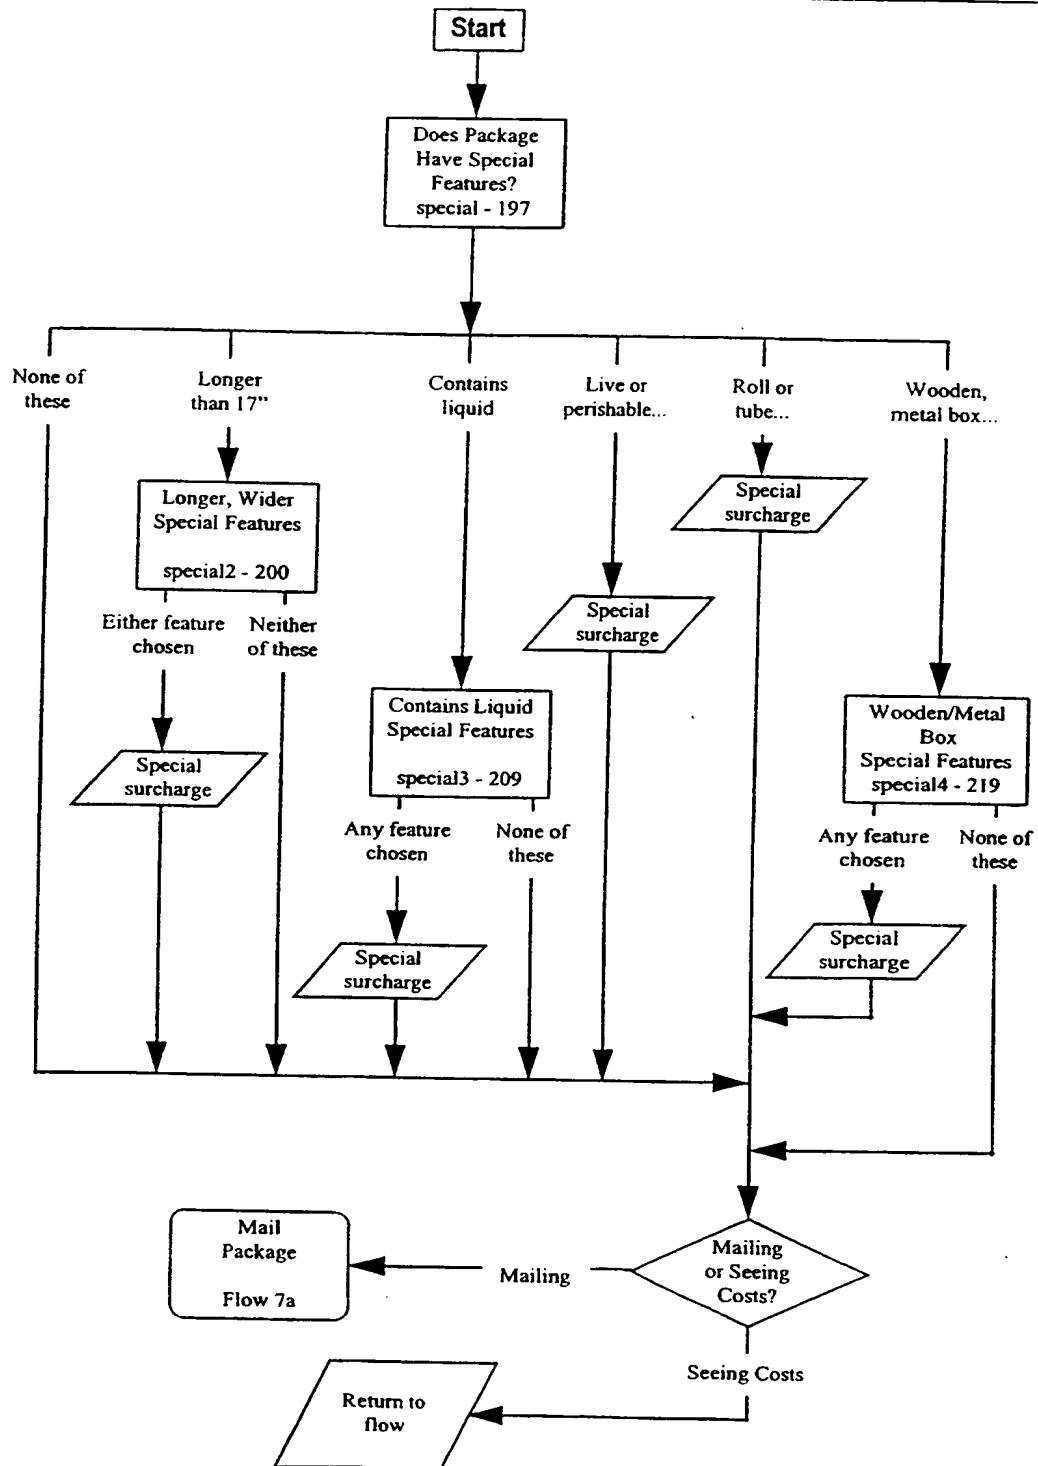 Start
Does Package
Have Special
Features?
special - 197
None of
these
Longer
than 17"
Contains
liquid
Live or
perishable...
Roll or
tube...
Wooden,
metal box...
Longer, Wider
Special Features
special2 - 200
Special
surcharge
Either feature
chosen
Neither
of these
Special
surcharge
Contains Liquid
Special Features
special3 - 209
Wooden/Metal
Box
Special Features
special4 - 219
Special
surcharge
Any feature
chosen
None of
these
Any feature
chosen
None of
these
Special
surcharge
Special
surcharge
Mail
Package
Flow 7a
Mailing
Mailing
or Seeing
Costs?
Seeing Costs
Return to
flow